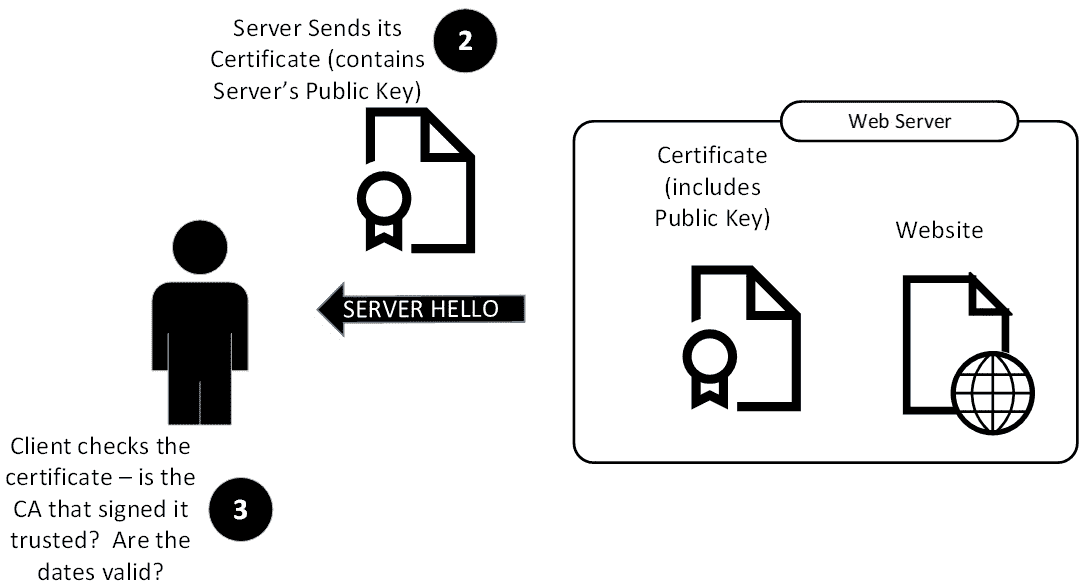 Server Sends its
Certificate (contains
Server's Public Key)
2
Web Server
Certificate
(includes
Public Key)
Website
SERVER HELLO
Client checks the
certificate – is the
CA that signed it
trusted?  Are the
dates valid?
3